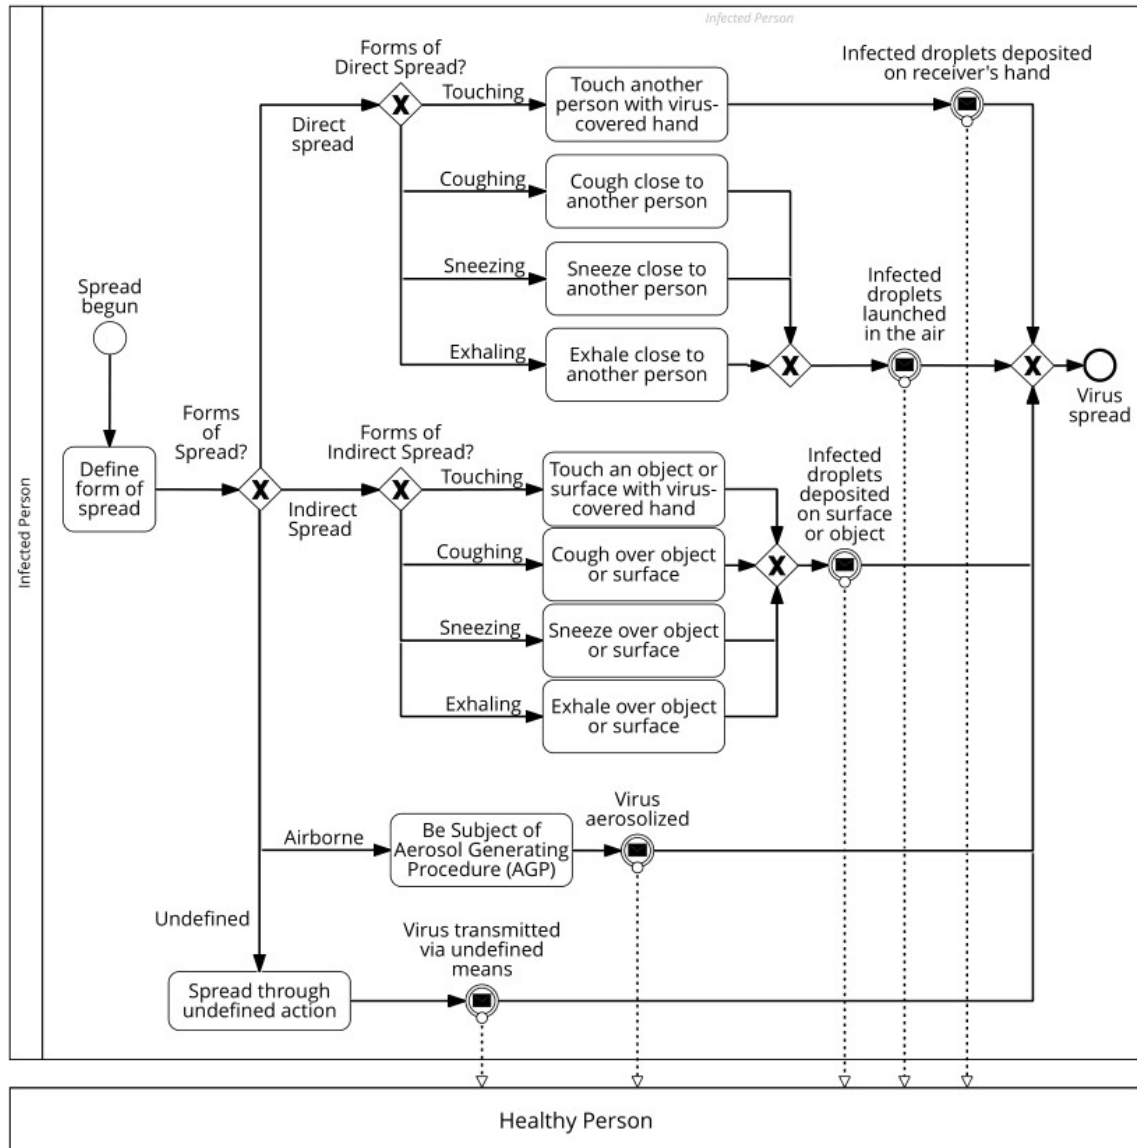 Infected Person
Infected Person
Forms of
Direct Spread?
Touching
Direct
spread
Touch another
person with virus-
covered hand
Infected droplets deposited
on receiver's hand
Coughing
Cough close to
another person
Sneezing
Sneeze close to
another person
Exhaling
Exhale close to
another person
Infected
droplets
launched
in the air
Virus
spread
Spread
begun
Define
form of
spread
Forms
of
Spread?
Indirect
Spread
Forms of
Indirect Spread?
Touching
Touch an object or
surface with virus-
covered hand
Coughing
Cough over object
or surface
Sneezing
Sneeze over object
or surface
Exhaling
Exhale over object
or surface
Infected
droplets
deposited
on surface
or object
Airborne
Be Subject of
Aerosol Generating
Procedure (AGP)
Virus
aerosolized
Undefined
Spread through
undefined action
Virus transmitted
via undefined
means
Healthy Person